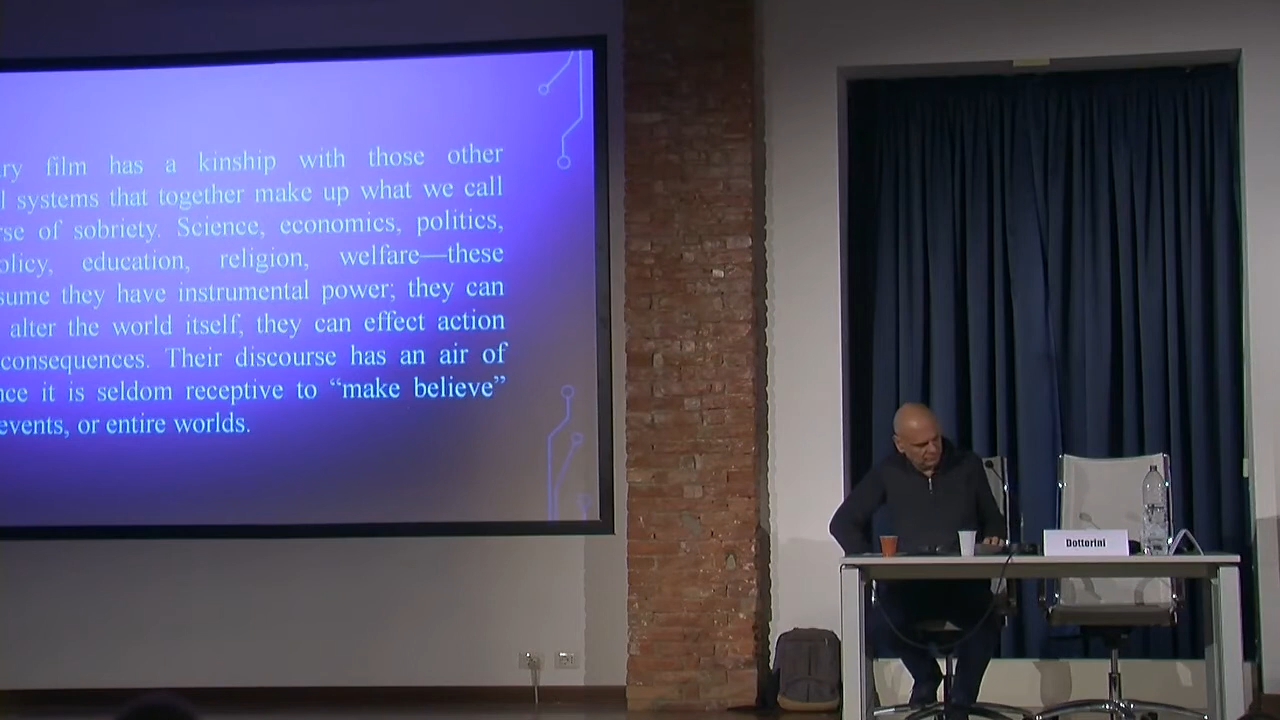 ry film has a kinship with those other
l systems that together make up what we call
rse of sobriety. Science, economics, politics,
olicy, education, religion, welfare—these
sume they have instrumental power; they can
alter the world itself, they can effect action
consequences. Their discourse has an air of
nce it is seldom receptive to “make believe”
events, or entire worlds.
Dottorini